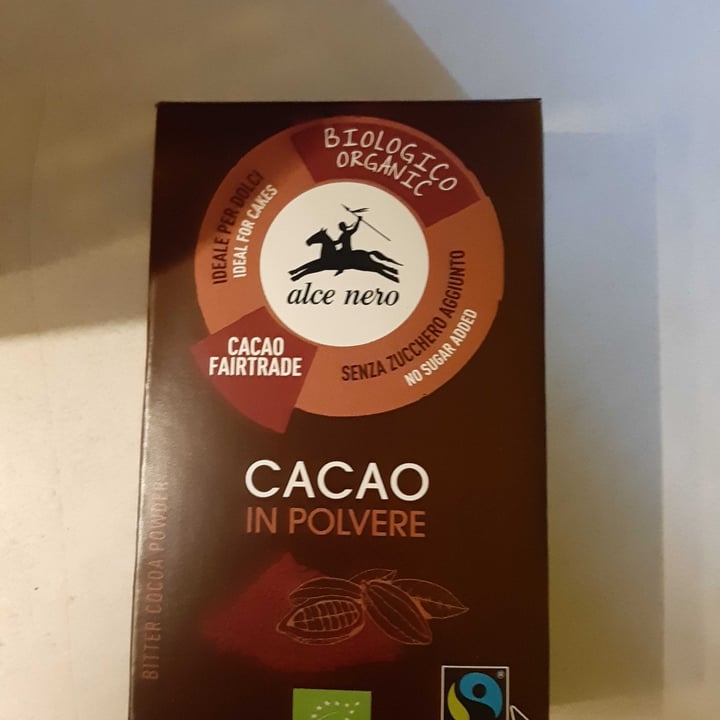 BIOLOGICO
ORGANIC
IDEALE PER DOLCI
IDEAL FOR CAKES
alce nero
SENZA ZUCCHERO AGGIUNTO
NO SUGAR ADDED
CACAO
FAIRTRADE
CACAO
IN POLVERE
BITTER COCOA POWDER
®